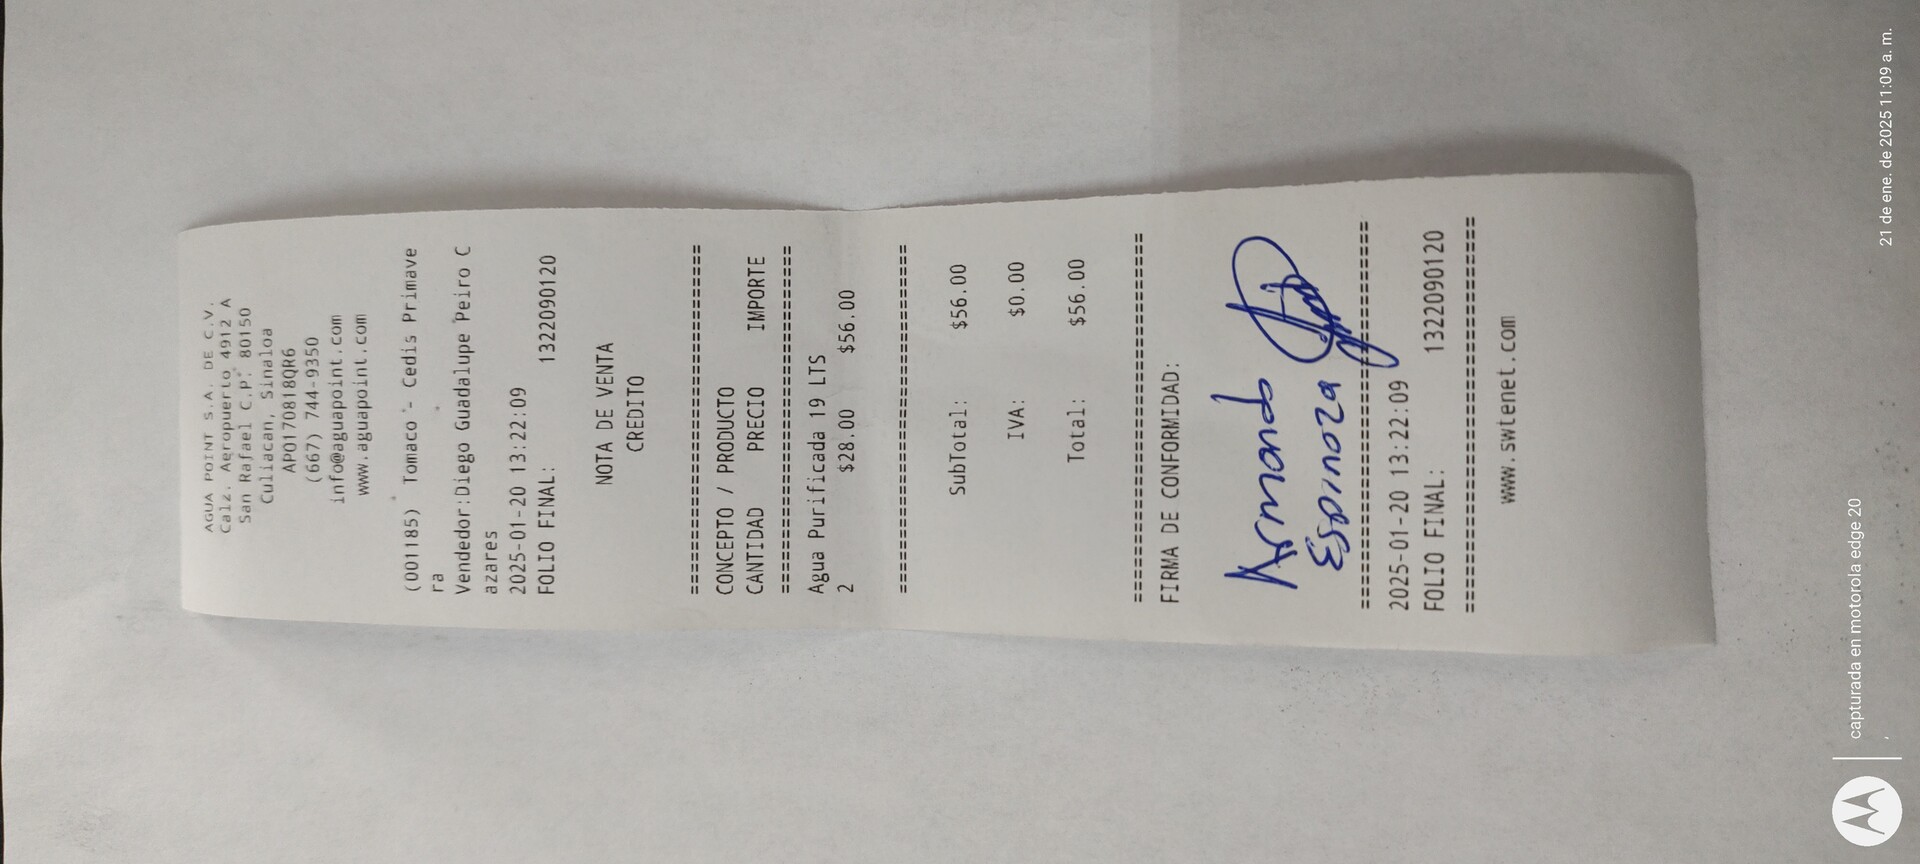 AGUA POINT S.A. DE C.V.
Calz. Aeropuerto 4912 A
San Rafael C.P. 80150
Culiacan, Sinaloa
APO170818QR6
(667) 744-9350
info@aguapoint.com
www.aguapoint.com
(001185) Tomaco - Cedis Primave
ra
Vendedor:Diego Guadalupe Peiro C
azares
2025-01-20 13:22:09
FOLIO FINAL: 1322090120
NOTA DE VENTA
CREDITO
================================
CONCEPTO / PRODUCTO
CANTIDAD PRECIO IMPORTE
================================
Agua Purificada 19 LTS
2 $28.00 $56.00
================================
SubTotal: $56.00
IVA: $0.00
Total: $56.00
================================
FIRMA DE CONFORMIDAD:
Armando
Espinoza
================================
2025-01-20 13:22:09
FOLIO FINAL: 1322090120
================================
www.swtenet.com
capturada en motorola edge 20
21 de ene. de 2025 11:09 a. m.